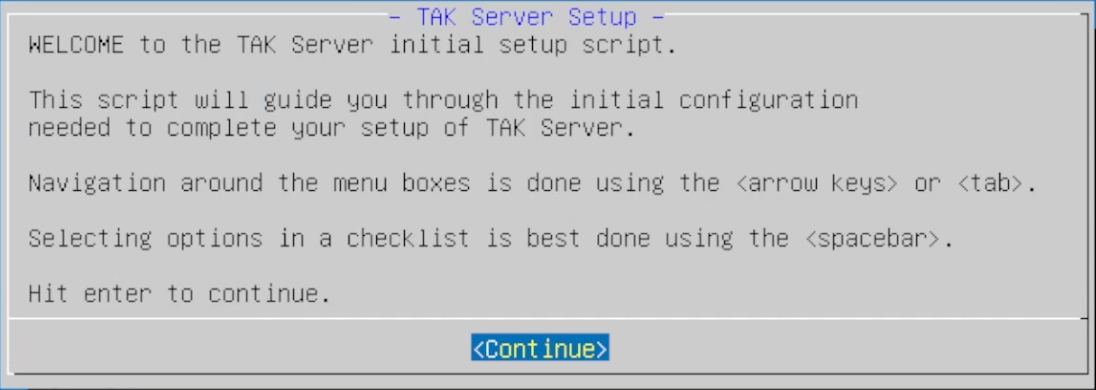 - TAK Server Setup -
WELCOME to the TAK Server initial setup script.
This script will guide you through the initial configuration
needed to complete your setup of TAK Server.
Navigation around the menu boxes is done using the <arrow keys> or <tab>.
Selecting options in a checklist is best done using the <spacebar>.
Hit enter to continue.
<Continue>